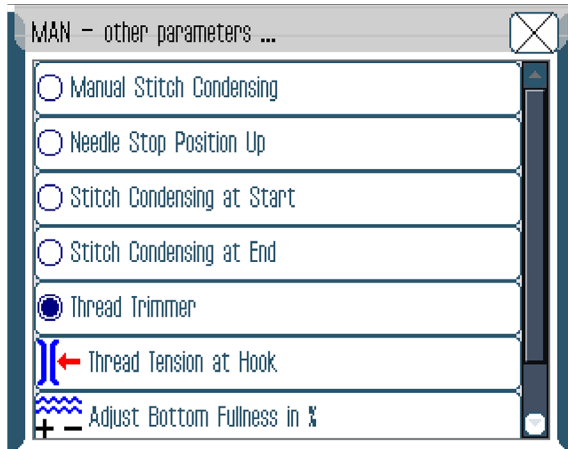 MAN - other parameters ...
Manual Stitch Condensing
Needle Stop Position Up
Stitch Condensing at Start
Stitch Condensing at End
Thread Trimmer
Thread Tension at Hook
Adjust Bottom Fullness in %